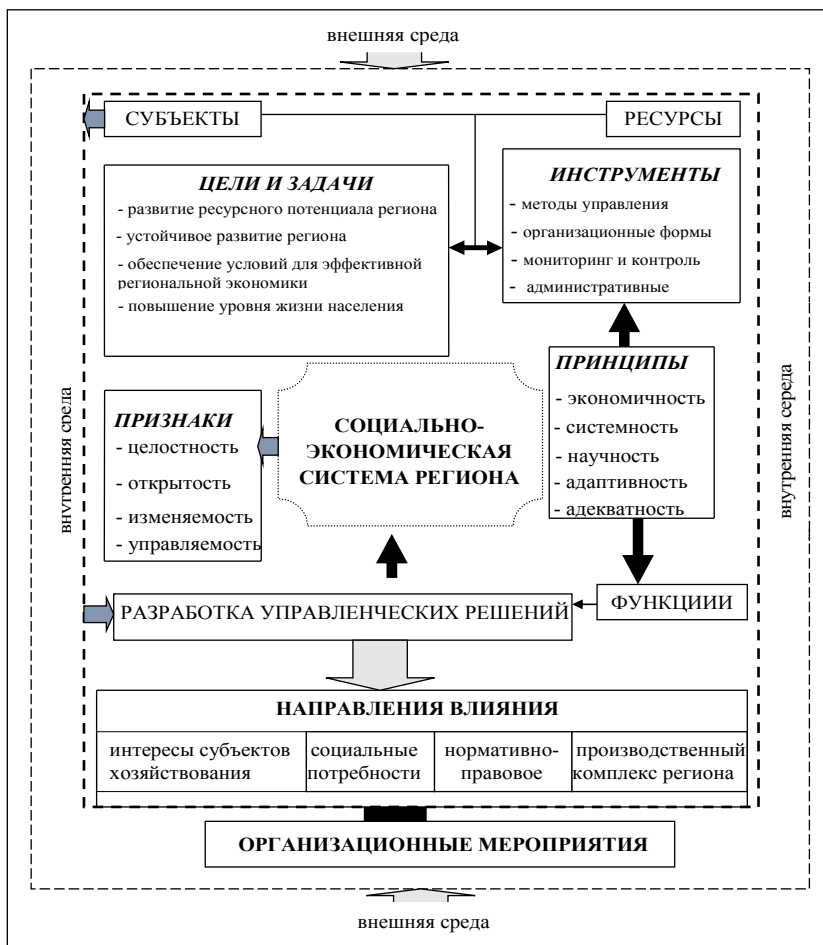 внешняя среда
СУБЪЕКТЫ
РЕСУРСЫ
ЦЕЛИ И ЗАДАЧИ
- развитие ресурсного потенциала региона
- устойчивое развитие региона
- обеспечение условий для эффективной
региональной экономики
- повышение уровня жизни населения
ИНСТРУМЕНТЫ
- методы управления
- организационные формы
- мониторинг и контроль
- административные
внутренняя среда
ПРИЗНАКИ
- целостность
- открытость
- изменяемость
- управляемость
СОЦИАЛЬНО-
ЭКОНОМИЧЕСКАЯ
СИСТЕМА РЕГИОНА
ПРИНЦИПЫ
- экономичность
- системность
- научность
- адаптивность
- адекватность
внутренняя середа
РАЗРАБОТКА УПРАВЛЕНЧЕСКИХ РЕШЕНИЙ
ФУНКЦИИИ
НАПРАВЛЕНИЯ ВЛИЯНИЯ
интересы субъектов
хозяйствования
социальные
потребности
нормативно-
правовое
производственный
комплекс региона
ОРГАНИЗАЦИОННЫЕ МЕРОПРИЯТИЯ
внешняя среда